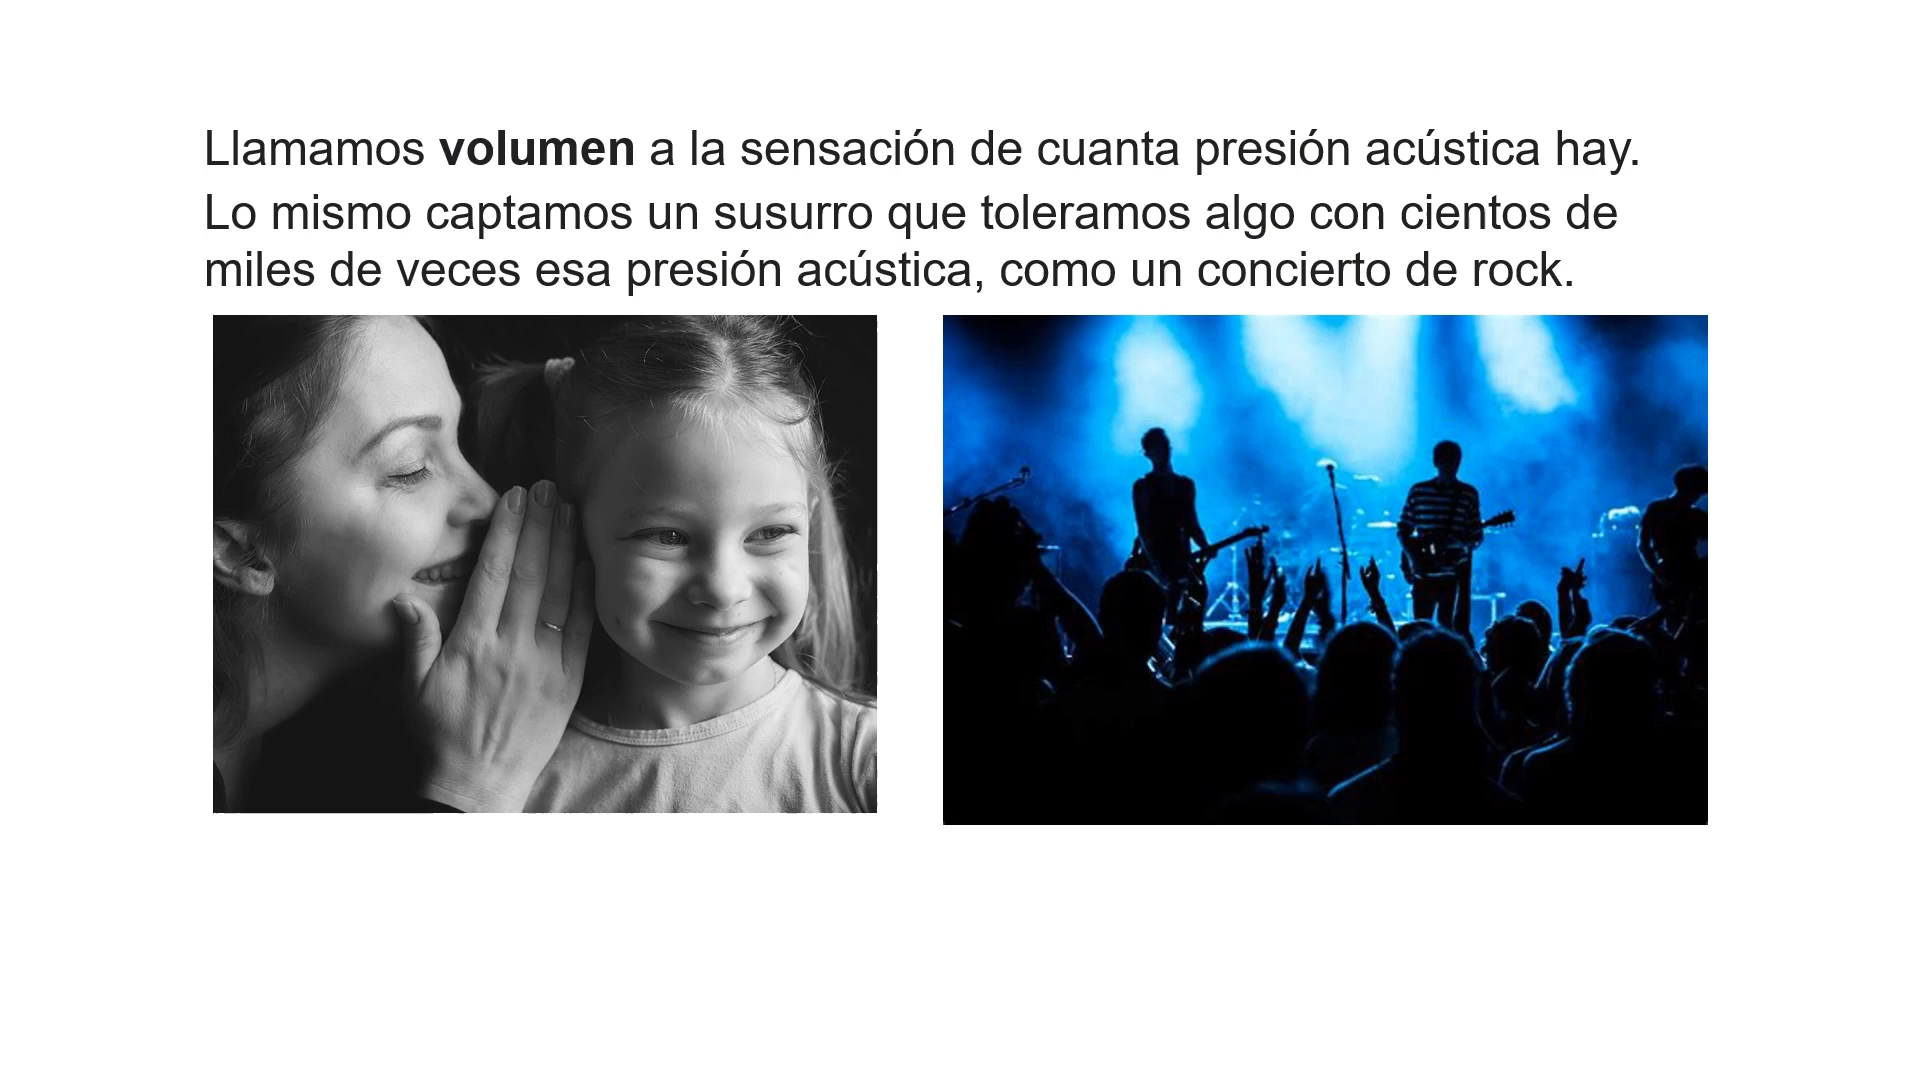 Llamamos volumen a la sensación de cuanta presión acústica hay.
Lo mismo captamos un susurro que toleramos algo con cientos de
miles de veces esa presión acústica, como un concierto de rock.